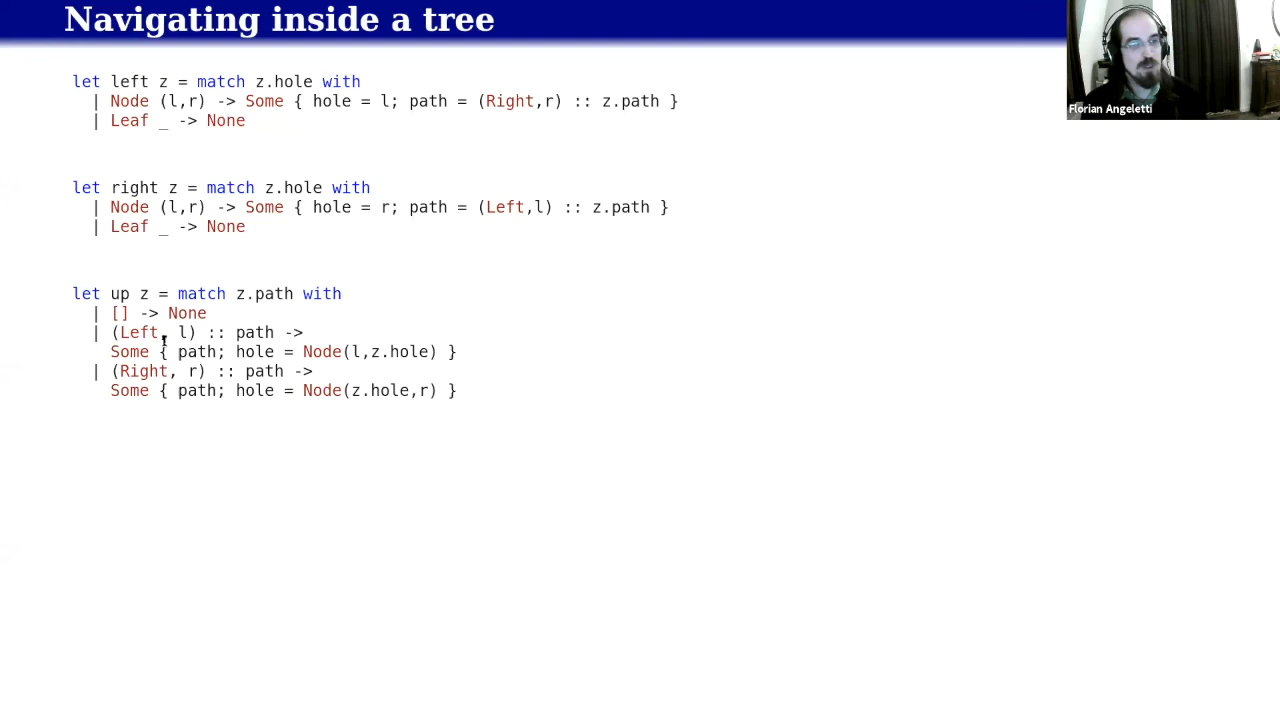 Navigating inside a tree
Florian Angeletti
let left z = match z.hole with
| Node (l,r) -> Some { hole = l; path = (Right,r) :: z.path }
| Leaf _ -> None
let right z = match z.hole with
| Node (l,r) -> Some { hole = r; path = (Left,l) :: z.path }
| Leaf _ -> None
let up z = match z.path with
| [] -> None
| (Left, l) :: path ->
Some { path; hole = Node(l,z.hole) }
| (Right, r) :: path ->
Some { path; hole = Node(z.hole,r) }